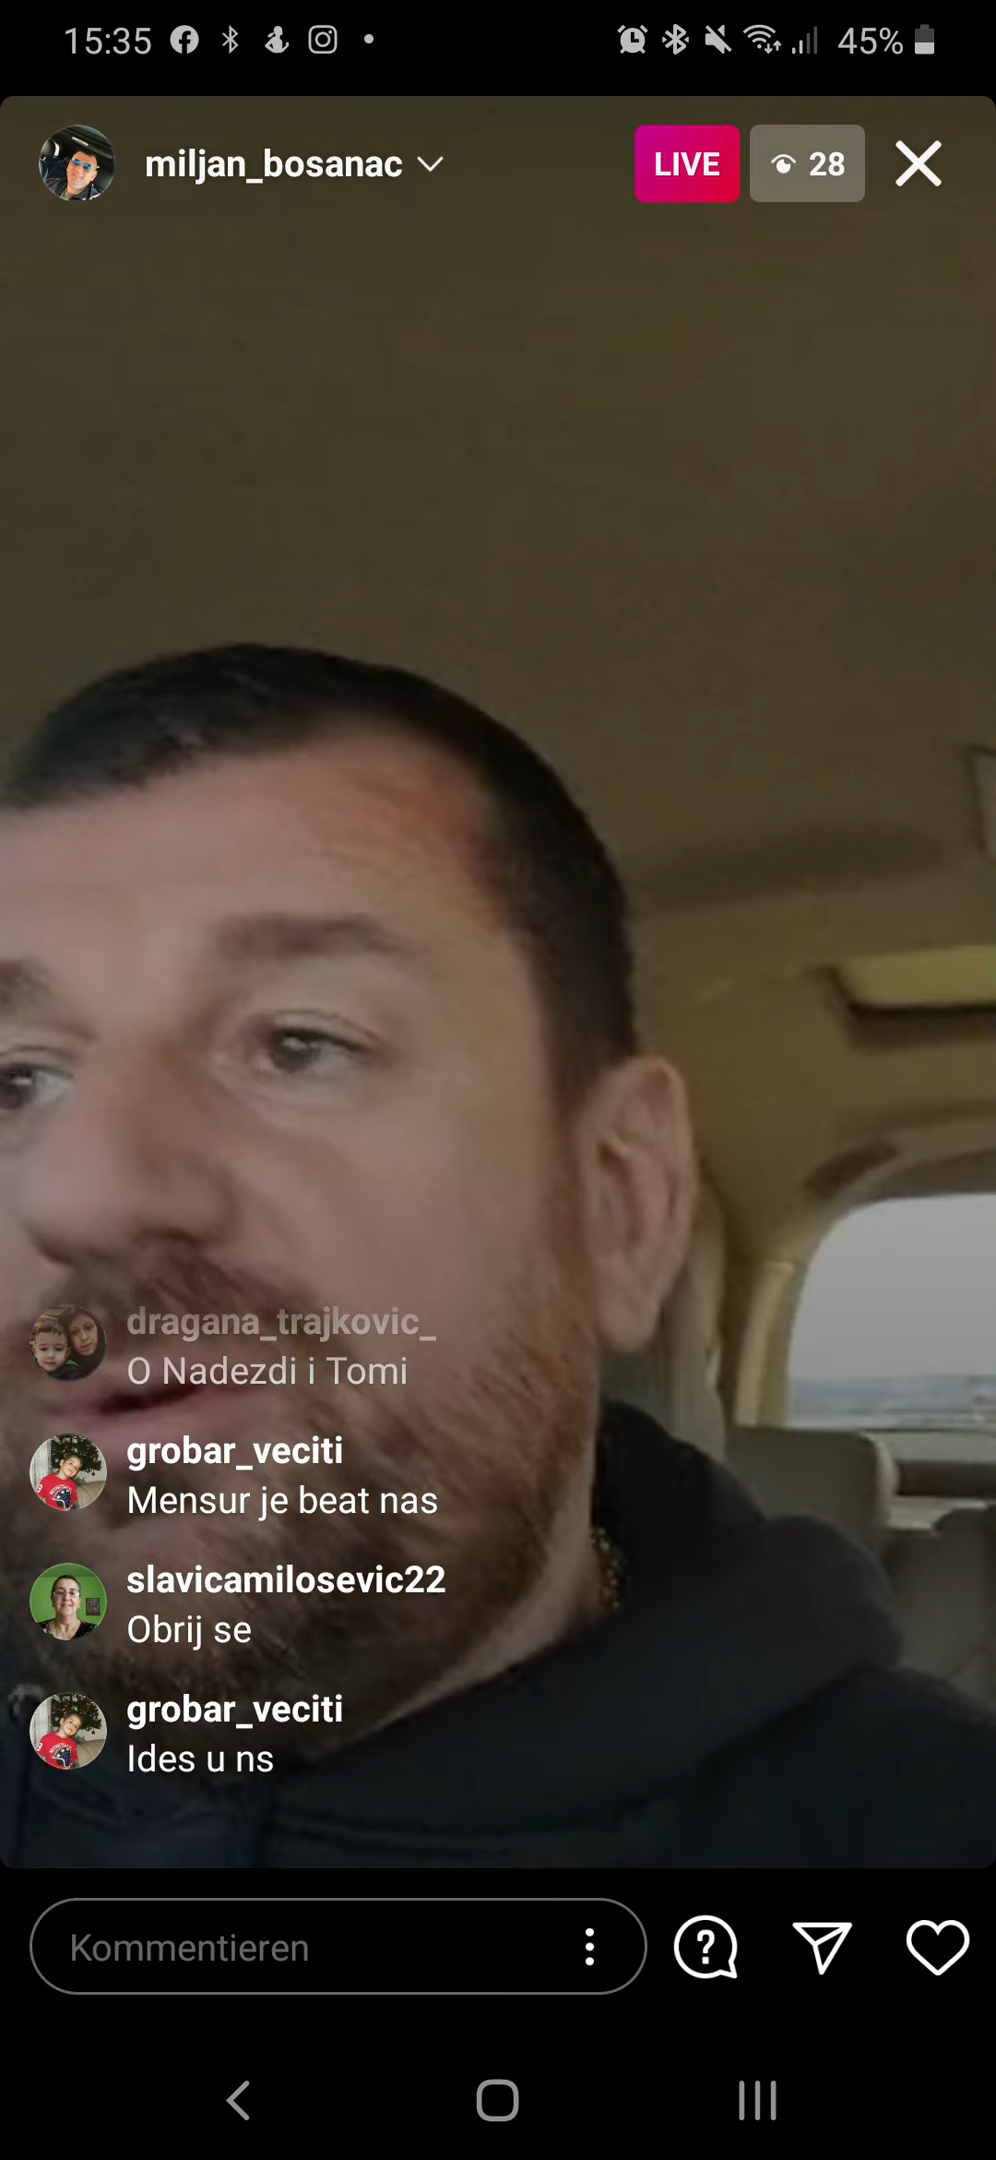 15:35
45%
miljan_bosanac
LIVE
28
dragana_trajkovic_
O Nadezdi i Tomi
grobar_veciti
Mensur je beat nas
slavicamilosevic22
Obrij se
grobar_veciti
Ides u ns
Kommentieren